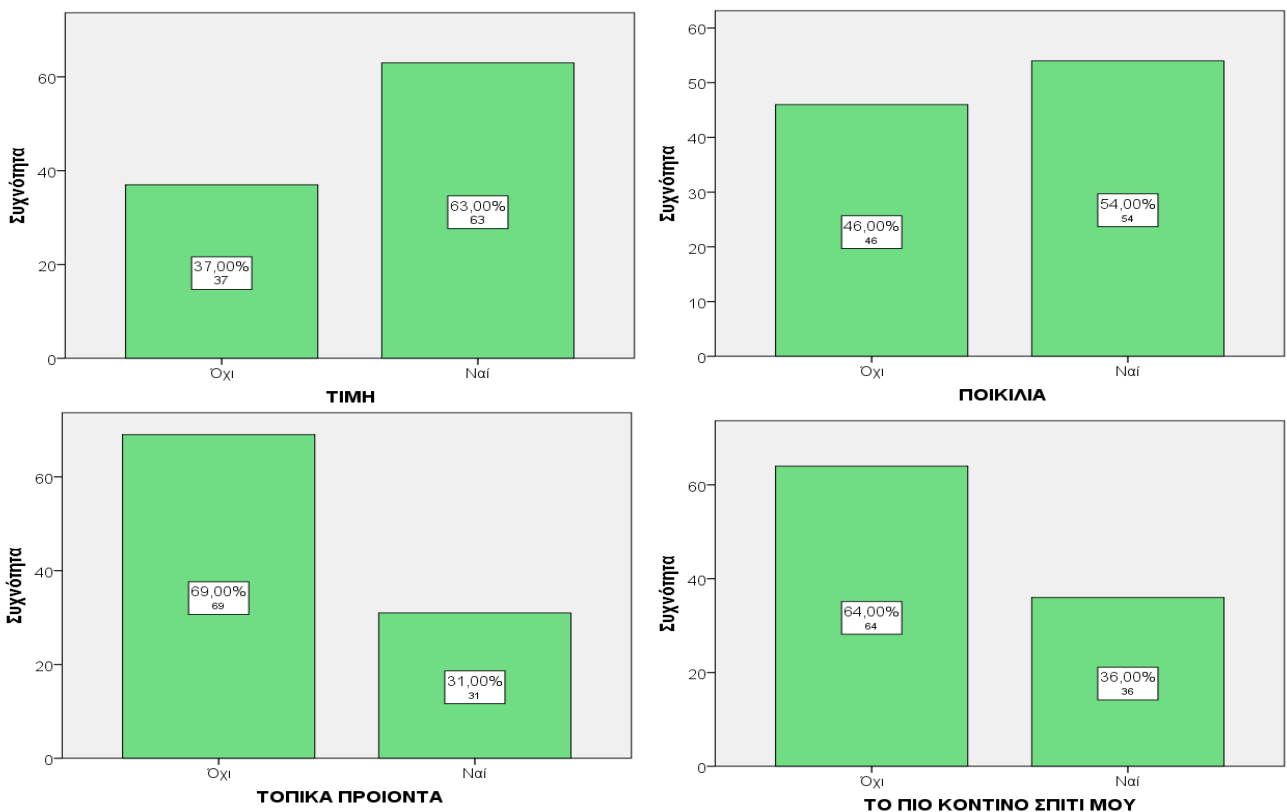 Συχνότητα
60
40
20
0
37,00%
37
63,00%
63
Όχι
Ναί
ΤΙΜΗ
Συχνότητα
60
50
40
30
20
10
0
46,00%
46
54,00%
54
Όχι
Ναί
ΠΟΙΚΙΛΙΑ
Συχνότητα
60
40
20
0
69,00%
69
31,00%
31
Όχι
Ναί
ΤΟΠΙΚΑ ΠΡΟΙΟΝΤΑ
Συχνότητα
60
40
20
0
64,00%
64
36,00%
36
Όχι
Ναί
ΤΟ ΠΙΟ ΚΟΝΤΙΝΟ ΣΠΙΤΙ ΜΟΥ